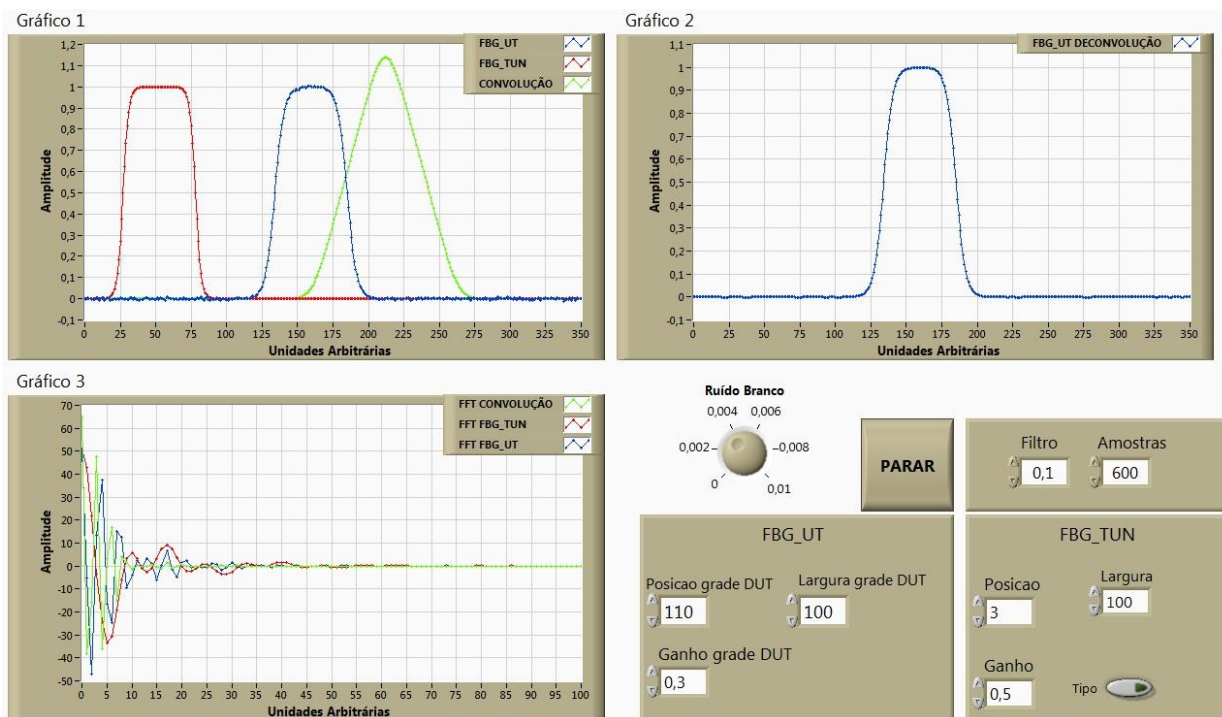 Gráfico 1
FBG_UT
FBG_TUN
CONVOLUÇÃO
1,2
1,1
1
0,9
0,8
0,7
0,6
0,5
0,4
0,3
0,2
0,1
0
-0,1
Amplitude
0 25 50 75 100 125 150 175 200 225 250 275 300 325 350
Unidades Arbitrárias
Gráfico 2
FBG_UT DECONVOLUÇÃO
1,1
1
0,9
0,8
0,7
0,6
0,5
0,4
0,3
0,2
0,1
0
-0,1
Amplitude
0 25 50 75 100 125 150 175 200 225 250 275 300 325 350
Unidades Arbitrárias
Gráfico 3
FFT CONVOLUÇÃO
FFT FBG_TUN
FFT FBG_UT
70
60
50
40
30
20
10
0
-10
-20
-30
-40
-50
Amplitude
0 5 10 15 20 25 30 35 40 45 50 55 60 65 70 75 80 85 90 95 100
Unidades Arbitrárias
Ruído Branco
0,004 0,006
0,002 0,008
0 0,01
PARAR
Filtro Amostras
0,1 600
FBG_UT
Posicao grade DUT Largura grade DUT
110 100
Ganho grade DUT
0,3
FBG_TUN
Posicao Largura
3 100
Ganho
0,5
Tipo